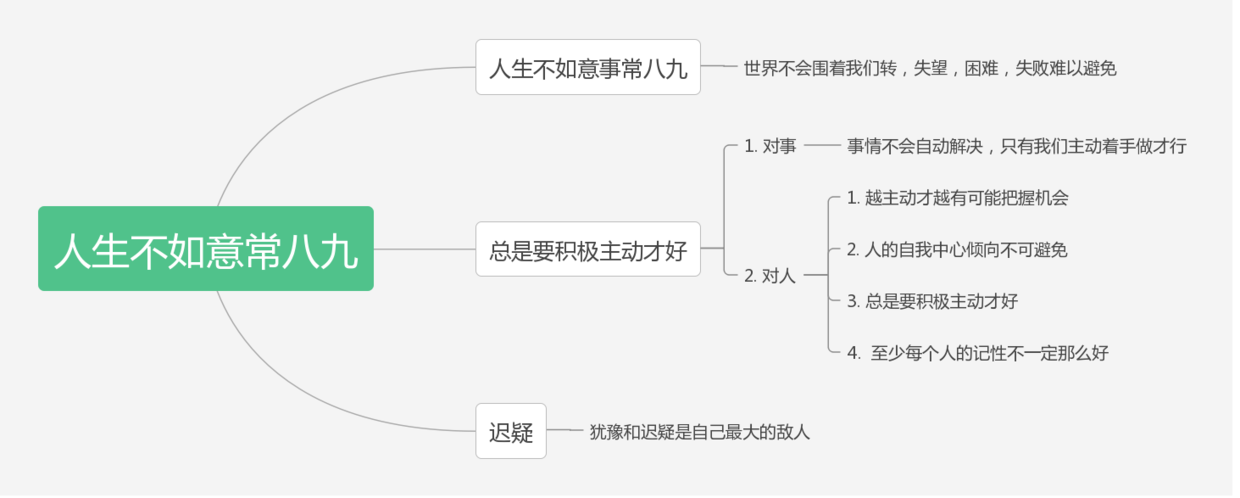 人生不如意常八九
人生不如意事常八九
世界不会围着我们转，失望，困难，失败难以避免
总是要积极主动才好
1. 对事
事情不会自动解决，只有我们主动着手做才行
2. 对人
1. 越主动才越有可能把握机会
2. 人的自我中心倾向不可避免
3. 总是要积极主动才好
4. 至少每个人的记性不一定那么好
迟疑
犹豫和迟疑是自己最大的敌人